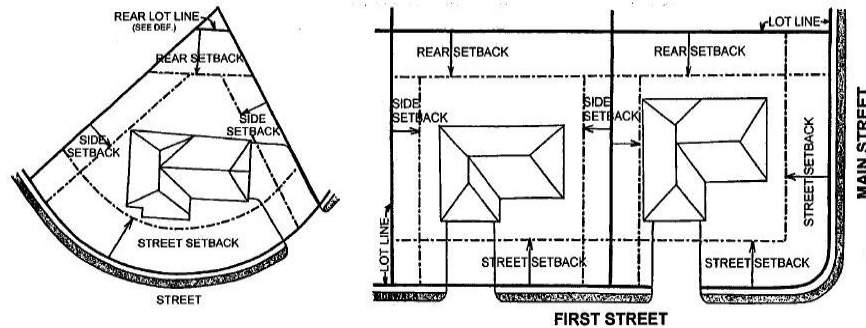 REAR LOT LINE
(SEE DEF.)
REAR SETBACK
SIDE
SETBACK
SIDE
SETBACK
STREET SETBACK
STREET
LOT LINE
REAR SETBACK
REAR SETBACK
SIDE
SETBACK
SIDE
SETBACK
STREET SETBACK
MAIN STREET
LOT LINE
STREET SETBACK
STREET SETBACK
FIRST STREET